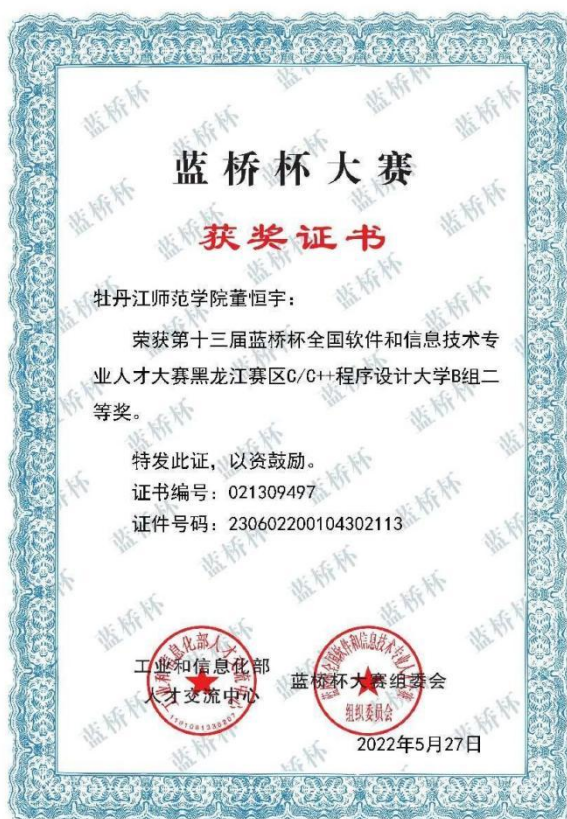 蓝桥杯大赛
获奖证书
牡丹江师范学院董恒宇：
荣获第十三届蓝桥杯全国软件和信息技术专
业人才大赛黑龙江赛区C/C++程序设计大学B组二
等奖。
特发此证，以资鼓励。
证书编号：021309497
证件号码：230602200104302113
工业和信息化部
人才交流中心
蓝桥杯大赛组委会
组织委员会
2022年5月27日